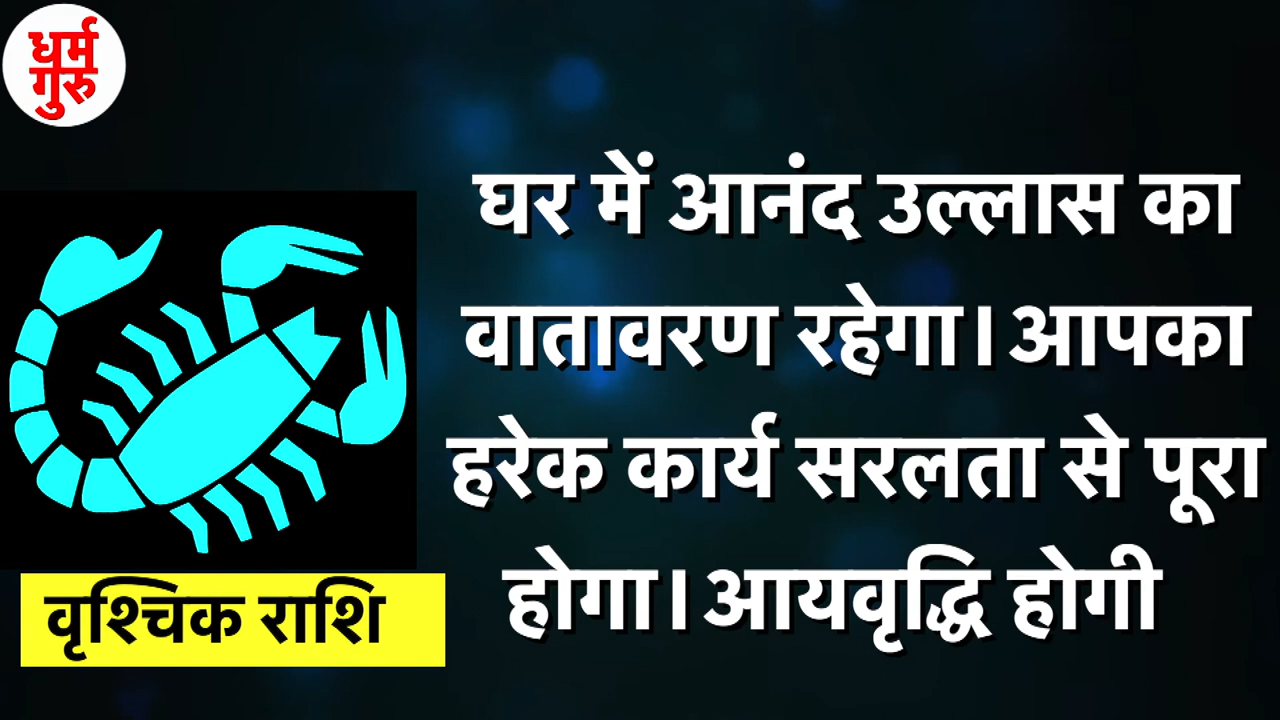 धर्म
गुरु
घर में आनंद उल्लास का
वातावरण रहेगा। आपका
हरेक कार्य सरलता से पूरा
होगा। आयवृद्धि होगी
वृश्चिक राशि